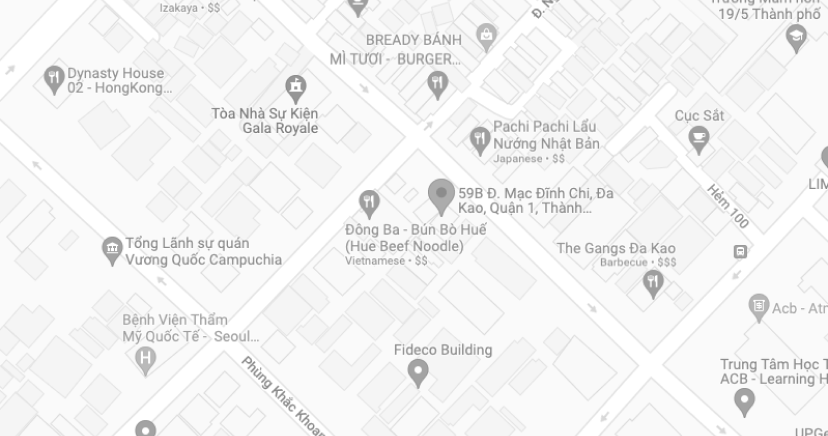 Izakaya • $$
19/5 Thành phố
BREADY BÁNH
MÌ TƯƠI - BURGER...
Dynasty House
02 - HongKong...
Tòa Nhà Sự Kiện
Gala Royale
Pachi Pachi Lẩu
Nướng Nhật Bản
Japanese • $$
Cục Sắt
59B Đ. Mạc Đĩnh Chi, Đa
Kao, Quận 1, Thành...
LIM
Hẻm 100
Đông Ba - Bún Bò Huế
(Hue Beef Noodle)
Vietnamese • $$
Tổng Lãnh sự quán
Vương Quốc Campuchia
The Gangs Đa Kao
Barbecue • $$$
Acb - Atm
Bệnh Viện Thẩm
Mỹ Quốc Tế - Seoul...
H
Fideco Building
Phùng Khắc Khoan
Trung Tâm Học T
ACB - Learning H
UPGe